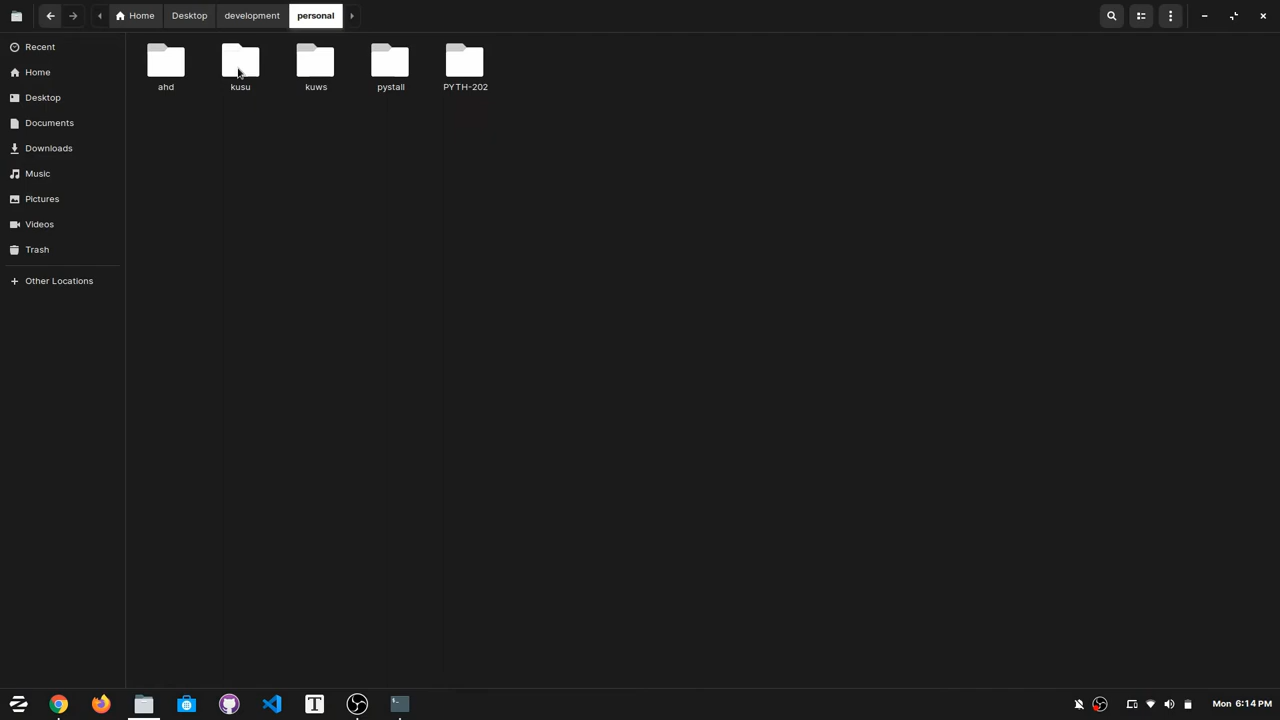 Home Desktop development personal
Recent
Home
Desktop
Documents
Downloads
Music
Pictures
Videos
Trash
Other Locations
ahd kusu kuws pystall PYTH-202
T
Mon 6:14 PM